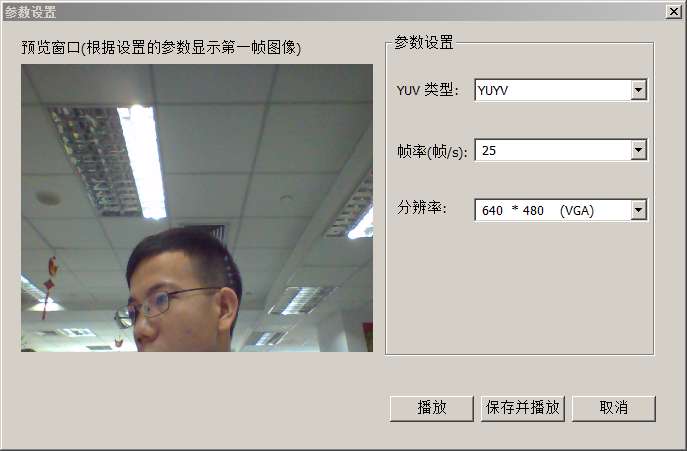 参数设置
预览窗口(根据设置的参数显示第一帧图像)
参数设置
YUV 类型:
YUYV
帧率(帧/s):
25
分辨率:
640 * 480 (VGA)
播放
保存并播放
取消